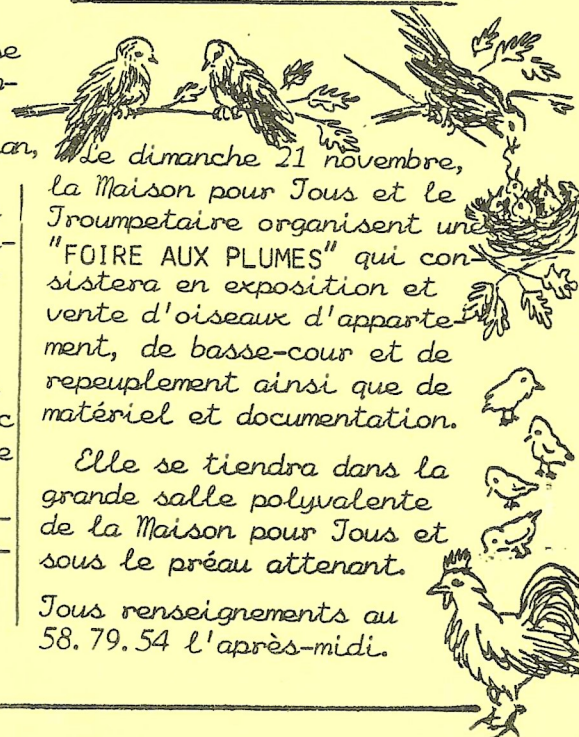 se
n-
an,
c
e
Le dimanche 21 novembre,
la Maison pour Tous et le
Troumpetaire organisent une
"FOIRE AUX PLUMES" qui con-
sistera en exposition et
vente d'oiseaux d'apparte-
ment, de basse-cour et de
repeuplement ainsi que de
matériel et documentation.
Elle se tiendra dans la
grande salle polyvalente
de la Maison pour Tous et
sous le préau attenant.
Tous renseignements au
58.79.54 l'après-midi.